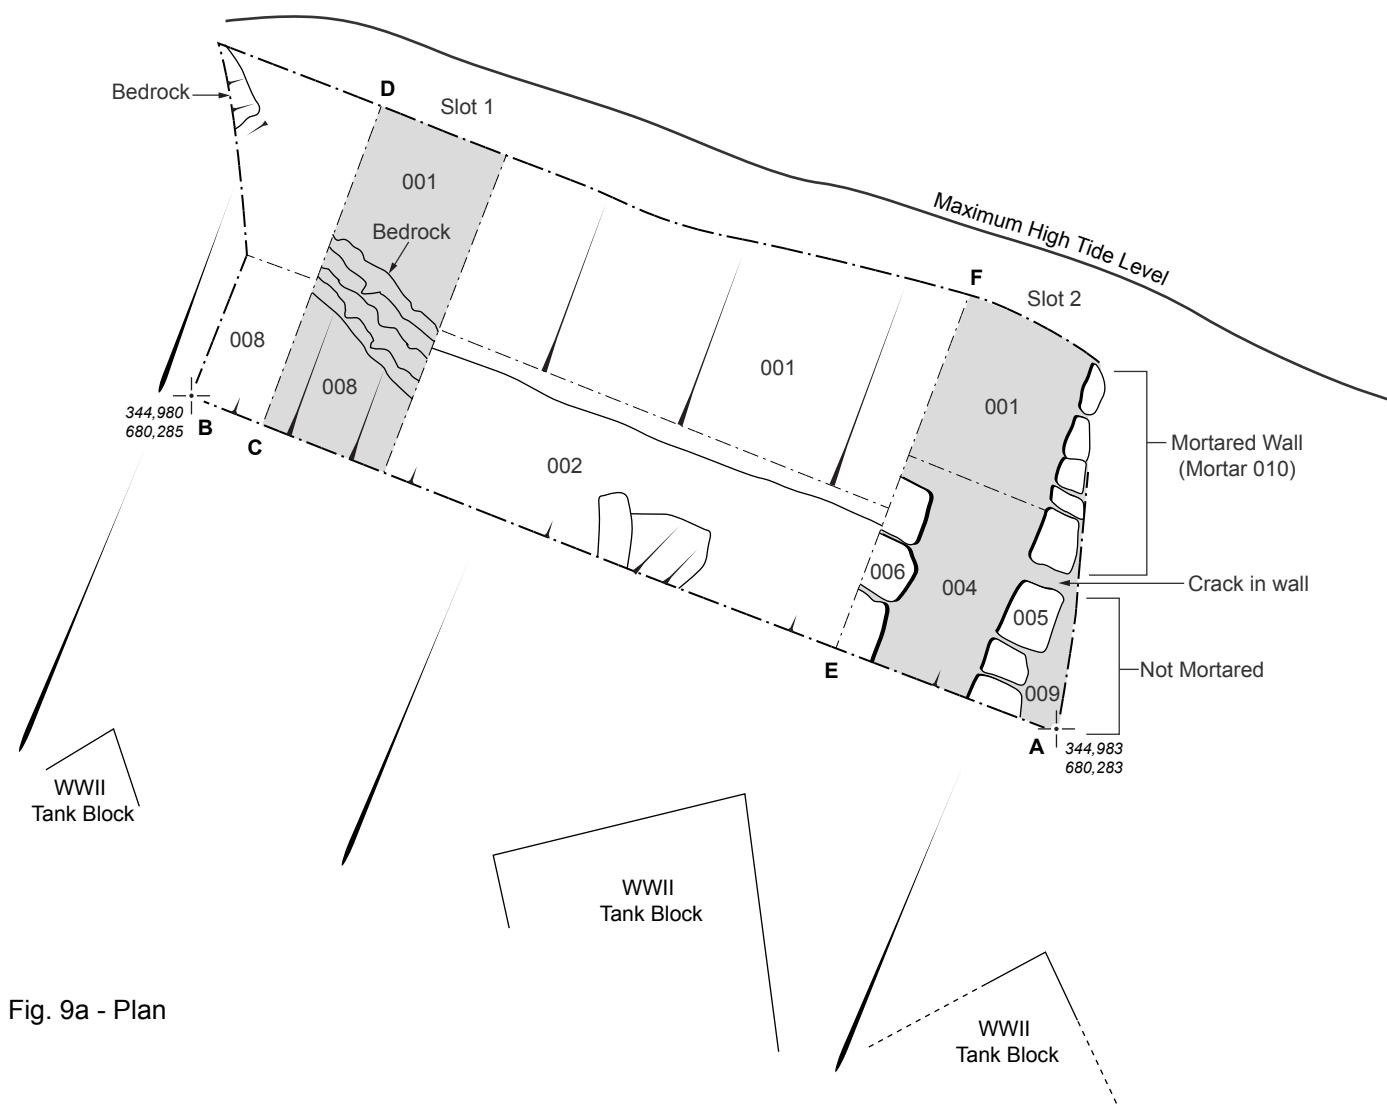 Bedrock
D
Slot 1
001
Bedrock
Maximum High Tide Level
F
Slot 2
008
008
001
001
344,980
680,285
B
C
002
Mortared Wall
(Mortar 010)
006
004
Crack in wall
005
E
Not Mortared
009
A
344,983
680,283
WWII
Tank Block
WWII
Tank Block
WWII
Tank Block
Fig. 9a - Plan